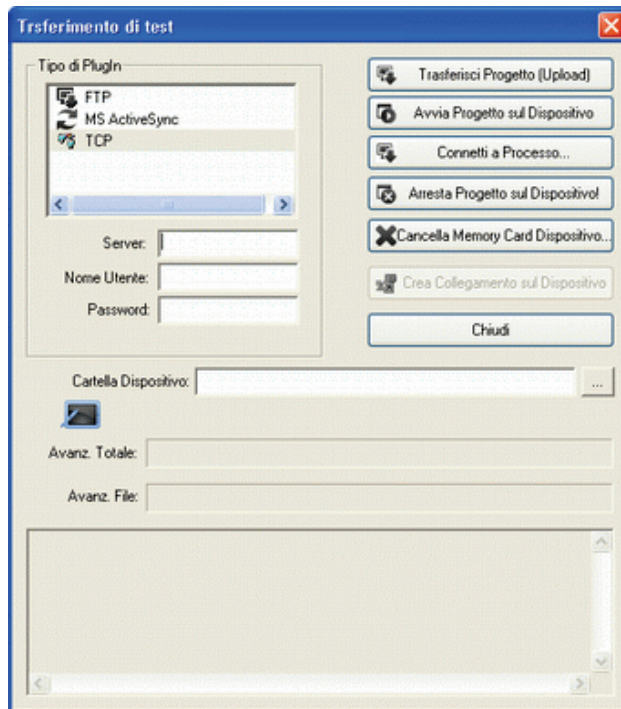 Trsferimento di test
Tipo di PlugIn
FTP
MS ActiveSync
TCP
Server:
Nome Utente:
Password:
Trasferisci Progetto (Upload)
Avvia Progetto sul Dispositivo
Connetti a Processo...
Arresta Progetto sul Dispositivo!
Cancella Memory Card Dispositivo...
Crea Collegamento sul Dispositivo
Chiudi
Cartella Dispositivo:
...
Avanz. Totale:
Avanz. File: